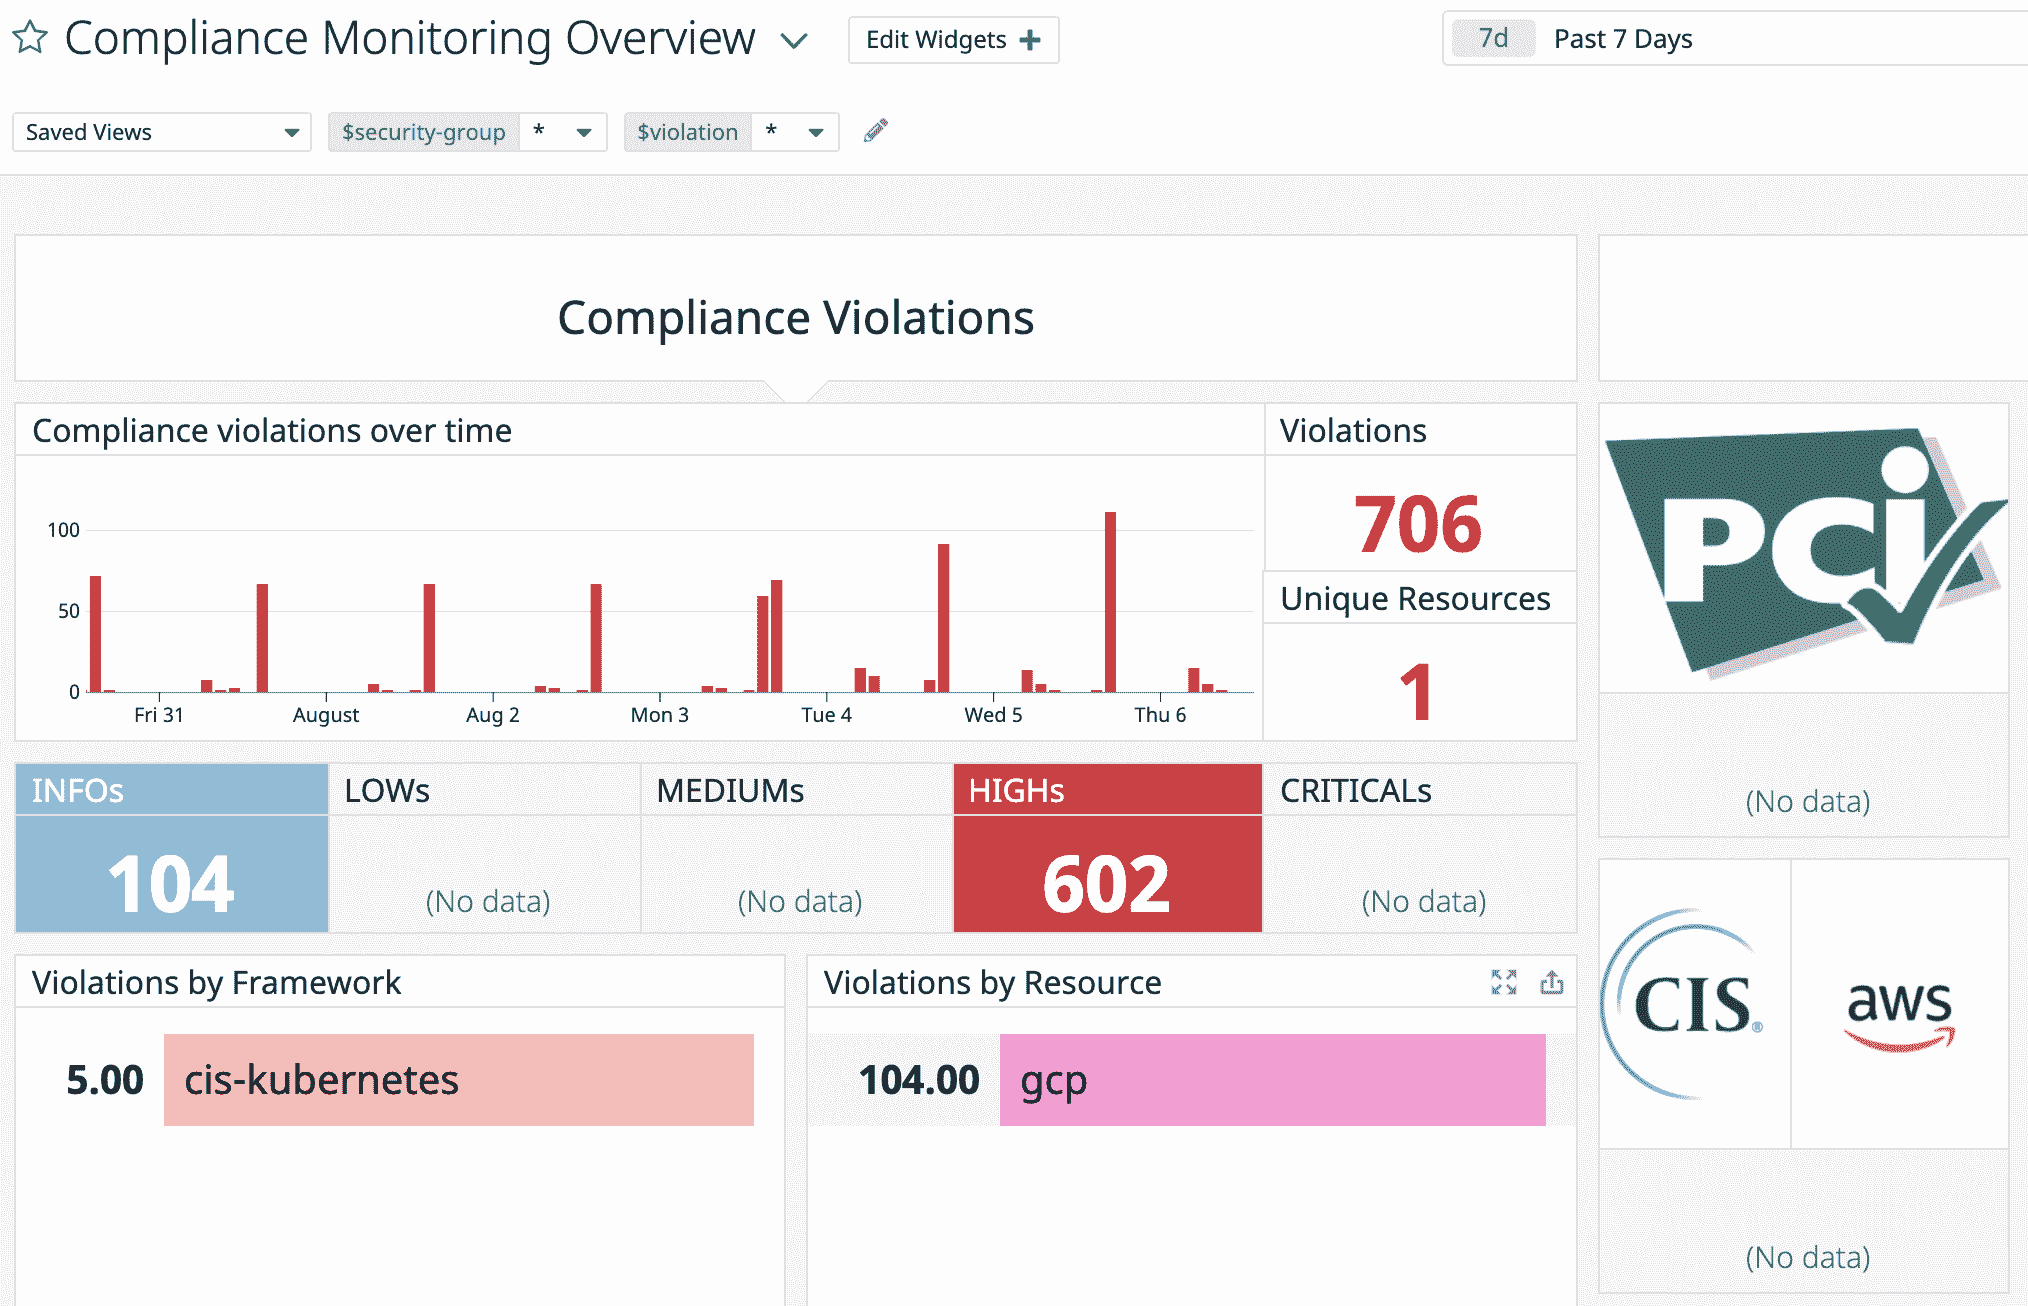 Compliance Monitoring Overview
Edit Widgets +
7d Past 7 Days
Saved Views
$security-group *
$violation *
Compliance Violations
Compliance violations over time
100
50
0
Fri 31 August Aug 2 Mon 3 Tue 4 Wed 5 Thu 6
Violations
706
Unique Resources
1
PCi
(No data)
INFOs
104
LOWs
(No data)
MEDIUMs
(No data)
HIGHs
602
CRITICALs
(No data)
Violations by Framework
5.00 cis-kubernetes
Violations by Resource
104.00 gcp
CIS®
aws
(No data)